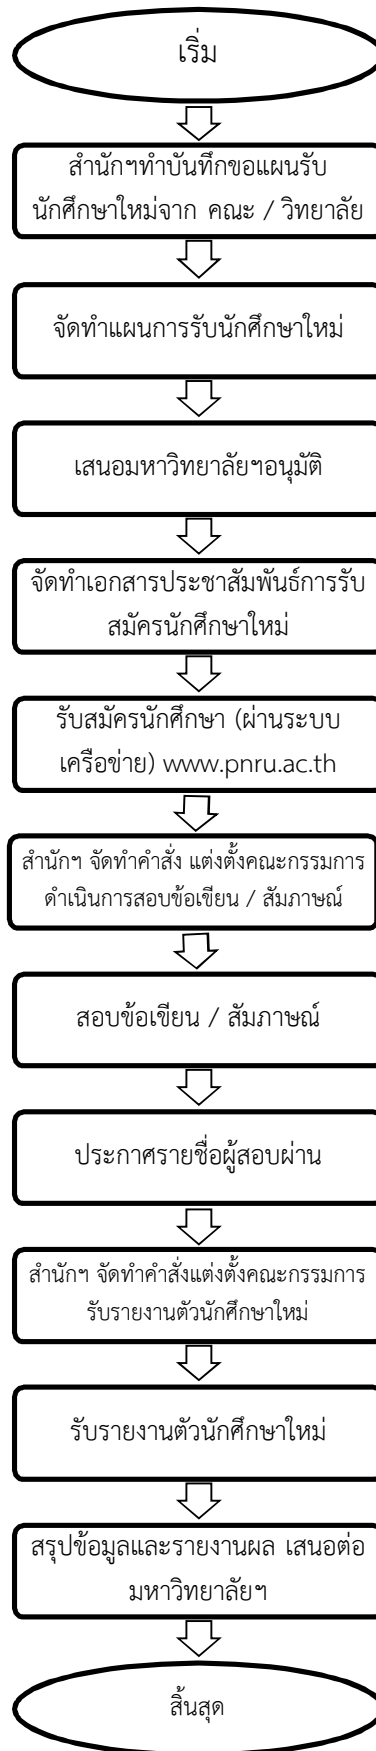 เริ่ม
สำนักฯทำบันทึกขอแผนรับ
นักศึกษาใหม่จาก คณะ / วิทยาลัย
จัดทำแผนการรับนักศึกษาใหม่
เสนอมหาวิทยาลัยฯอนุมัติ
จัดทำเอกสารประชาสัมพันธ์การรับ
สมัครนักศึกษาใหม่
รับสมัครนักศึกษา (ผ่านระบบ
เครือข่าย) www.pnru.ac.th
สำนักฯ จัดทำคำสั่ง แต่งตั้งคณะกรรมการ
ดำเนินการสอบข้อเขียน / สัมภาษณ์
สอบข้อเขียน / สัมภาษณ์
ประกาศรายชื่อผู้สอบผ่าน
สำนักฯ จัดทำคำสั่งแต่งตั้งคณะกรรมการ
รับรายงานตัวนักศึกษาใหม่
รับรายงานตัวนักศึกษาใหม่
สรุปข้อมูลและรายงานผล เสนอต่อ
มหาวิทยาลัยฯ
สิ้นสุด